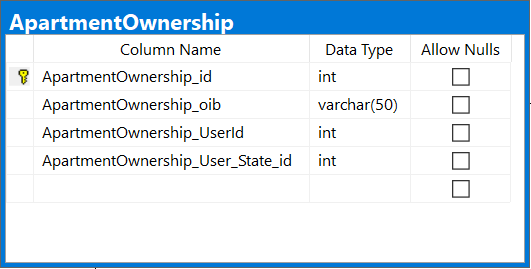 ApartmentOwnership
Column Name Data Type Allow Nulls
ApartmentOwnership_id int
ApartmentOwnership_oib varchar(50)
ApartmentOwnership_UserId int
ApartmentOwnership_User_State_id int